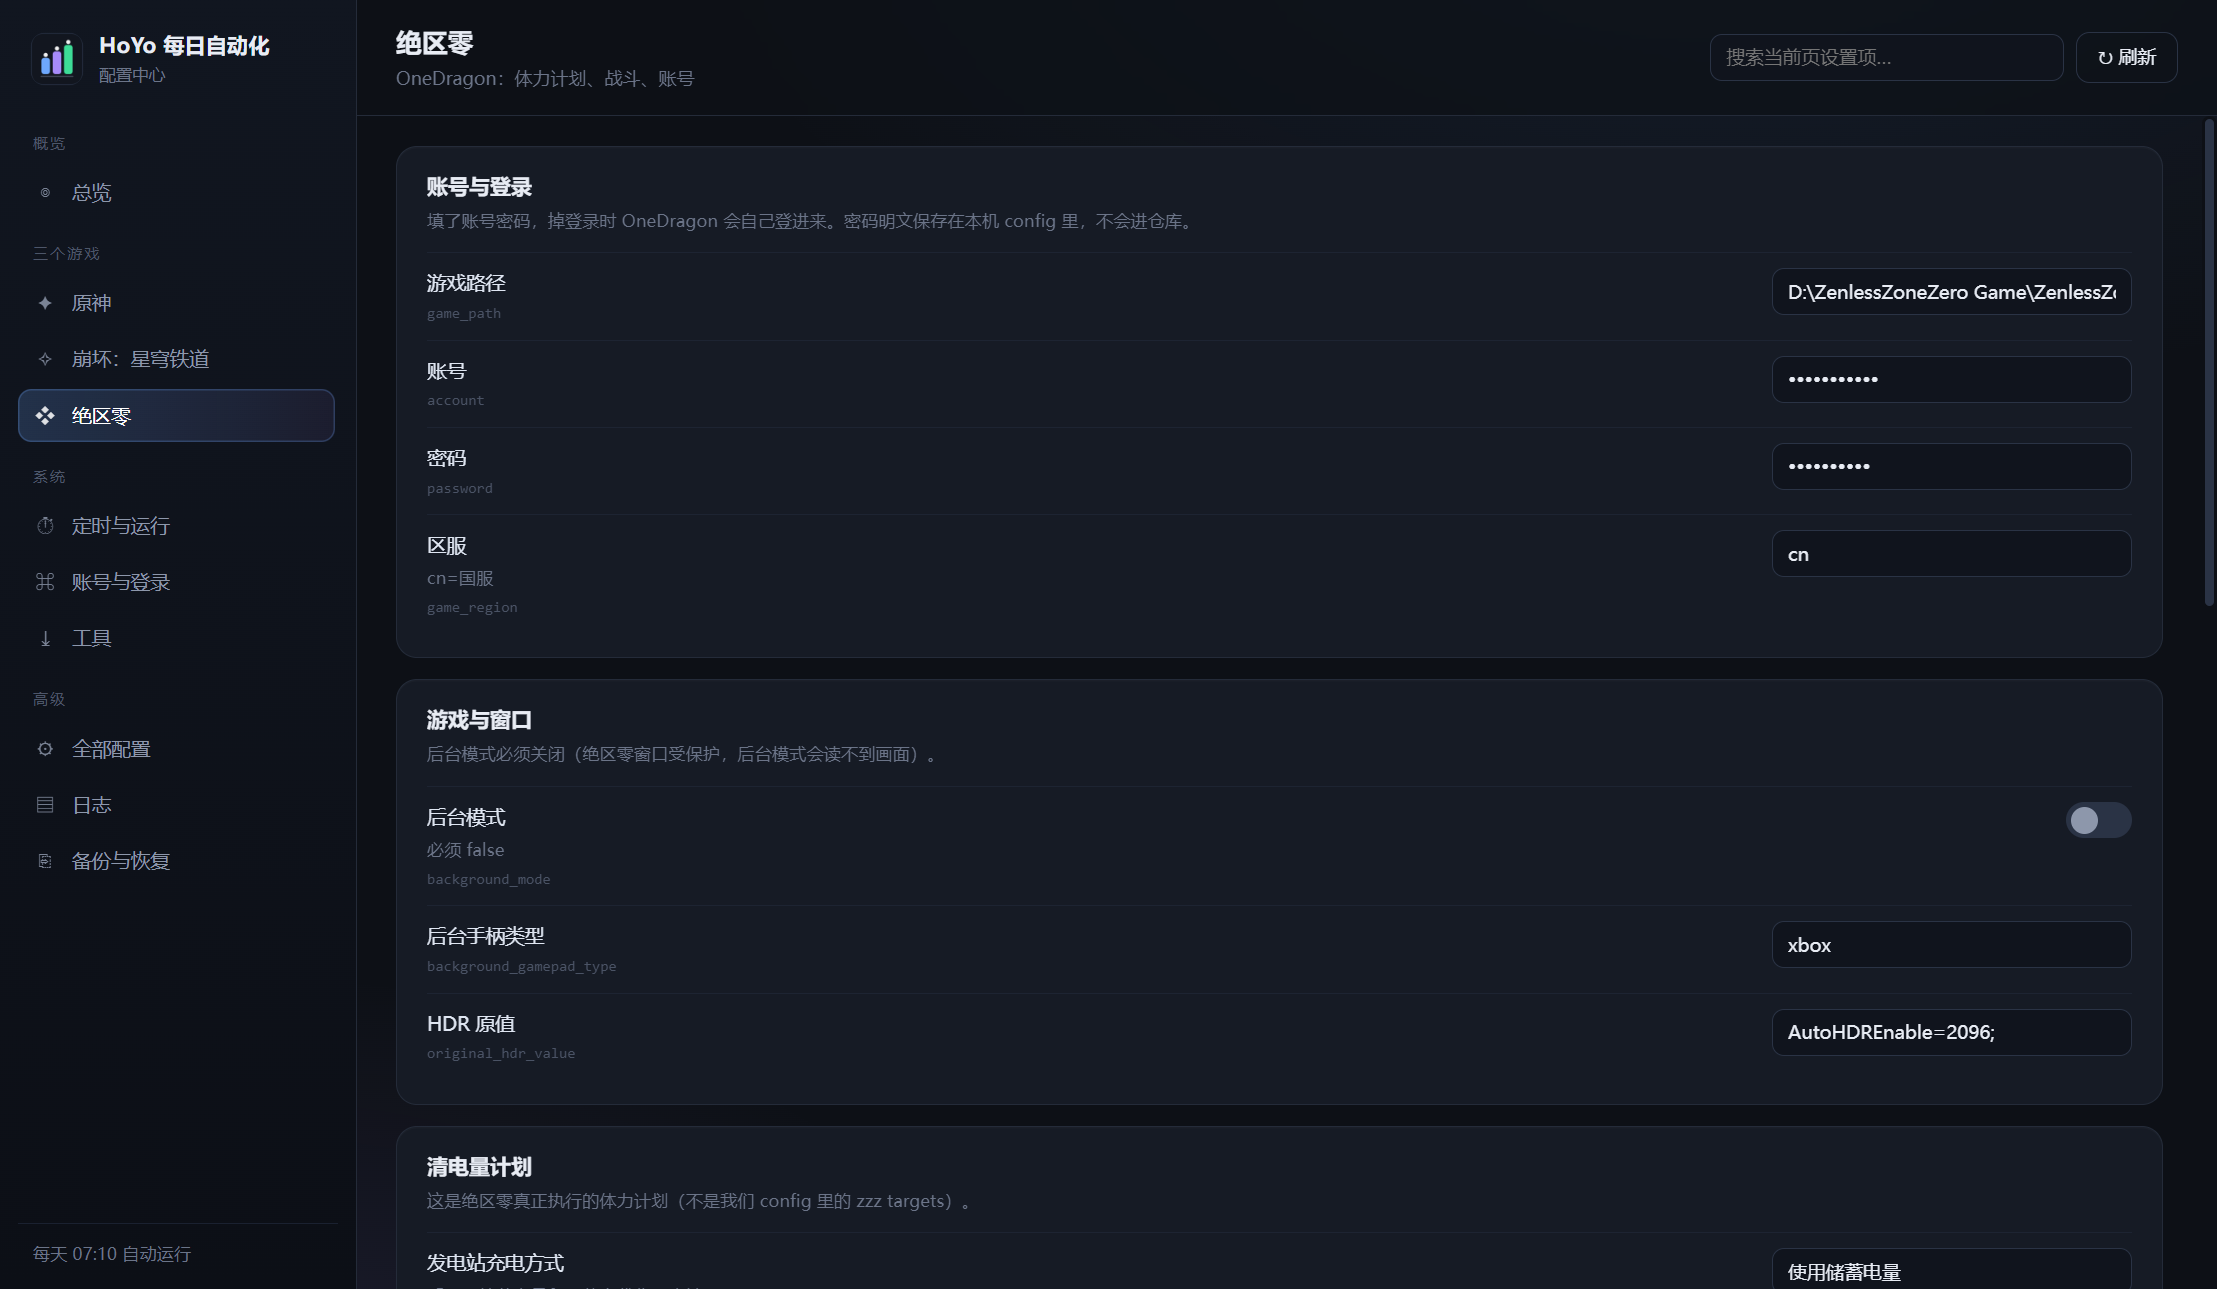 HoYo 每日自动化
配置中心
概览
总览
三个游戏
原神
崩坏：星穹铁道
绝区零
系统
定时与运行
账号与登录
工具
高级
全部配置
日志
备份与恢复
每天 07:10 自动运行
绝区零
OneDragon：体力计划、战斗、账号
搜索当前页设置项...
↻ 刷新
账号与登录
填了账号密码，掉登录时 OneDragon 会自己登进来。密码明文保存在本机 config 里，不会进仓库。
游戏路径
game_path
D:\ZenlessZoneZero Game\ZenlessZ
账号
account
•••••••••••
密码
password
••••••••••
区服
cn=国服
game_region
cn
游戏与窗口
后台模式必须关闭（绝区零窗口受保护，后台模式会读不到画面）。
后台模式
必须 false
background_mode
后台手柄类型
background_gamepad_type
xbox
HDR 原值
original_hdr_value
AutoHDREnable=2096;
清电量计划
这是绝区零真正执行的体力计划（不是我们 config 里的 zzz targets）。
发电站充电方式
使用储蓄电量